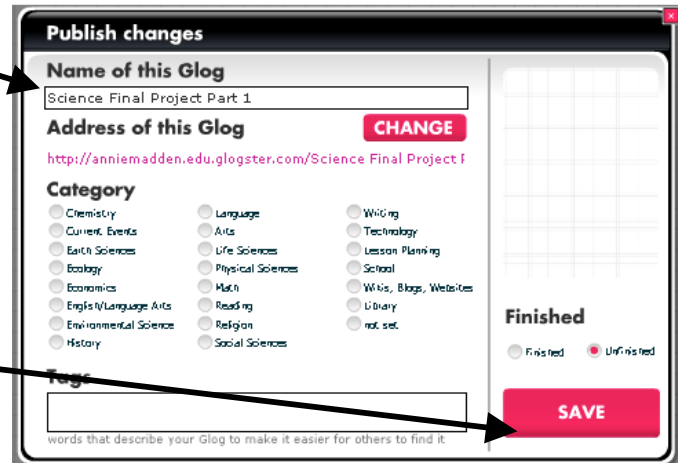 Publish changes
Name of this Glog
Science Final Project Part 1
Address of this Glog
CHANGE
http://anniemadden.edu.glogster.com/Science Final Project P
Category
Chemistry
Current Events
Earth Sciences
Ecology
Economics
English/Language Arts
Environmental Science
History
Language
Arts
Life Sciences
Physical Sciences
Math
Reading
Religion
Social Sciences
Writing
Technology
Lesson Planning
School
Wikis, Blogs, Websites
Library
not set
Tags
words that describe your Glog to make it easier for others to find it
Finished
Finished
Unfinished
SAVE